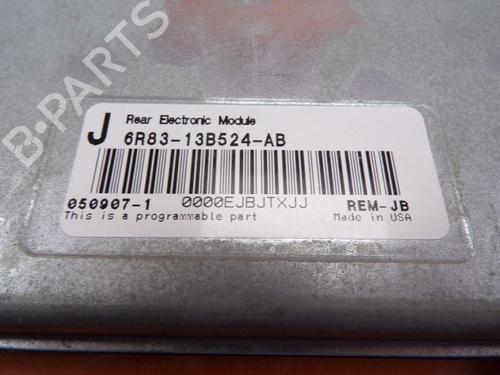 B-PARTS
J Rear Electronic Module
6R83-13B524-AB
050907-1 0000EJBJTXJJ REM-JB
This is a programmable part Made in USA